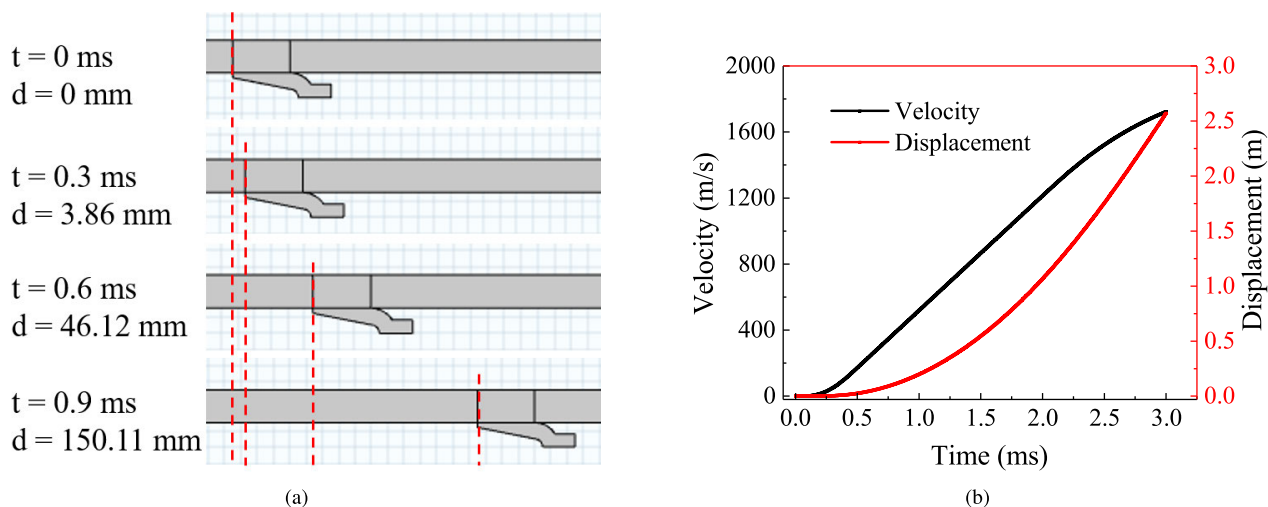 t = 0 ms
d = 0 mm
t = 0.3 ms
d = 3.86 mm
t = 0.6 ms
d = 46.12 mm
t = 0.9 ms
d = 150.11 mm
(a)
2000
1600
1200
800
400
0
Velocity (m/s)
Velocity
Displacement
3.0
2.5
2.0
1.5
1.0
0.5
0.0
Displacement (m)
0.0 0.5 1.0 1.5 2.0 2.5 3.0
Time (ms)
(b)